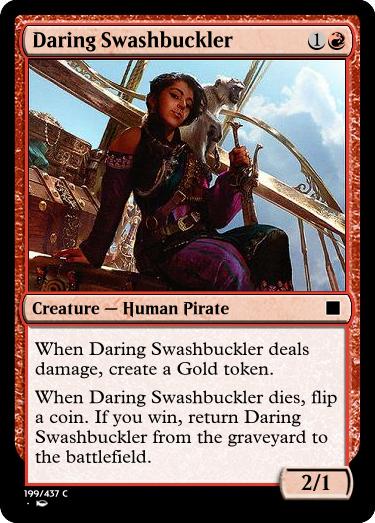 Daring Swashbuckler 1
Creature — Human Pirate
When Daring Swashbuckler deals
damage, create a Gold token.
When Daring Swashbuckler dies, flip
a coin. If you win, return Daring
Swashbuckler from the graveyard to
the battlefield.
2/1
199/437 C